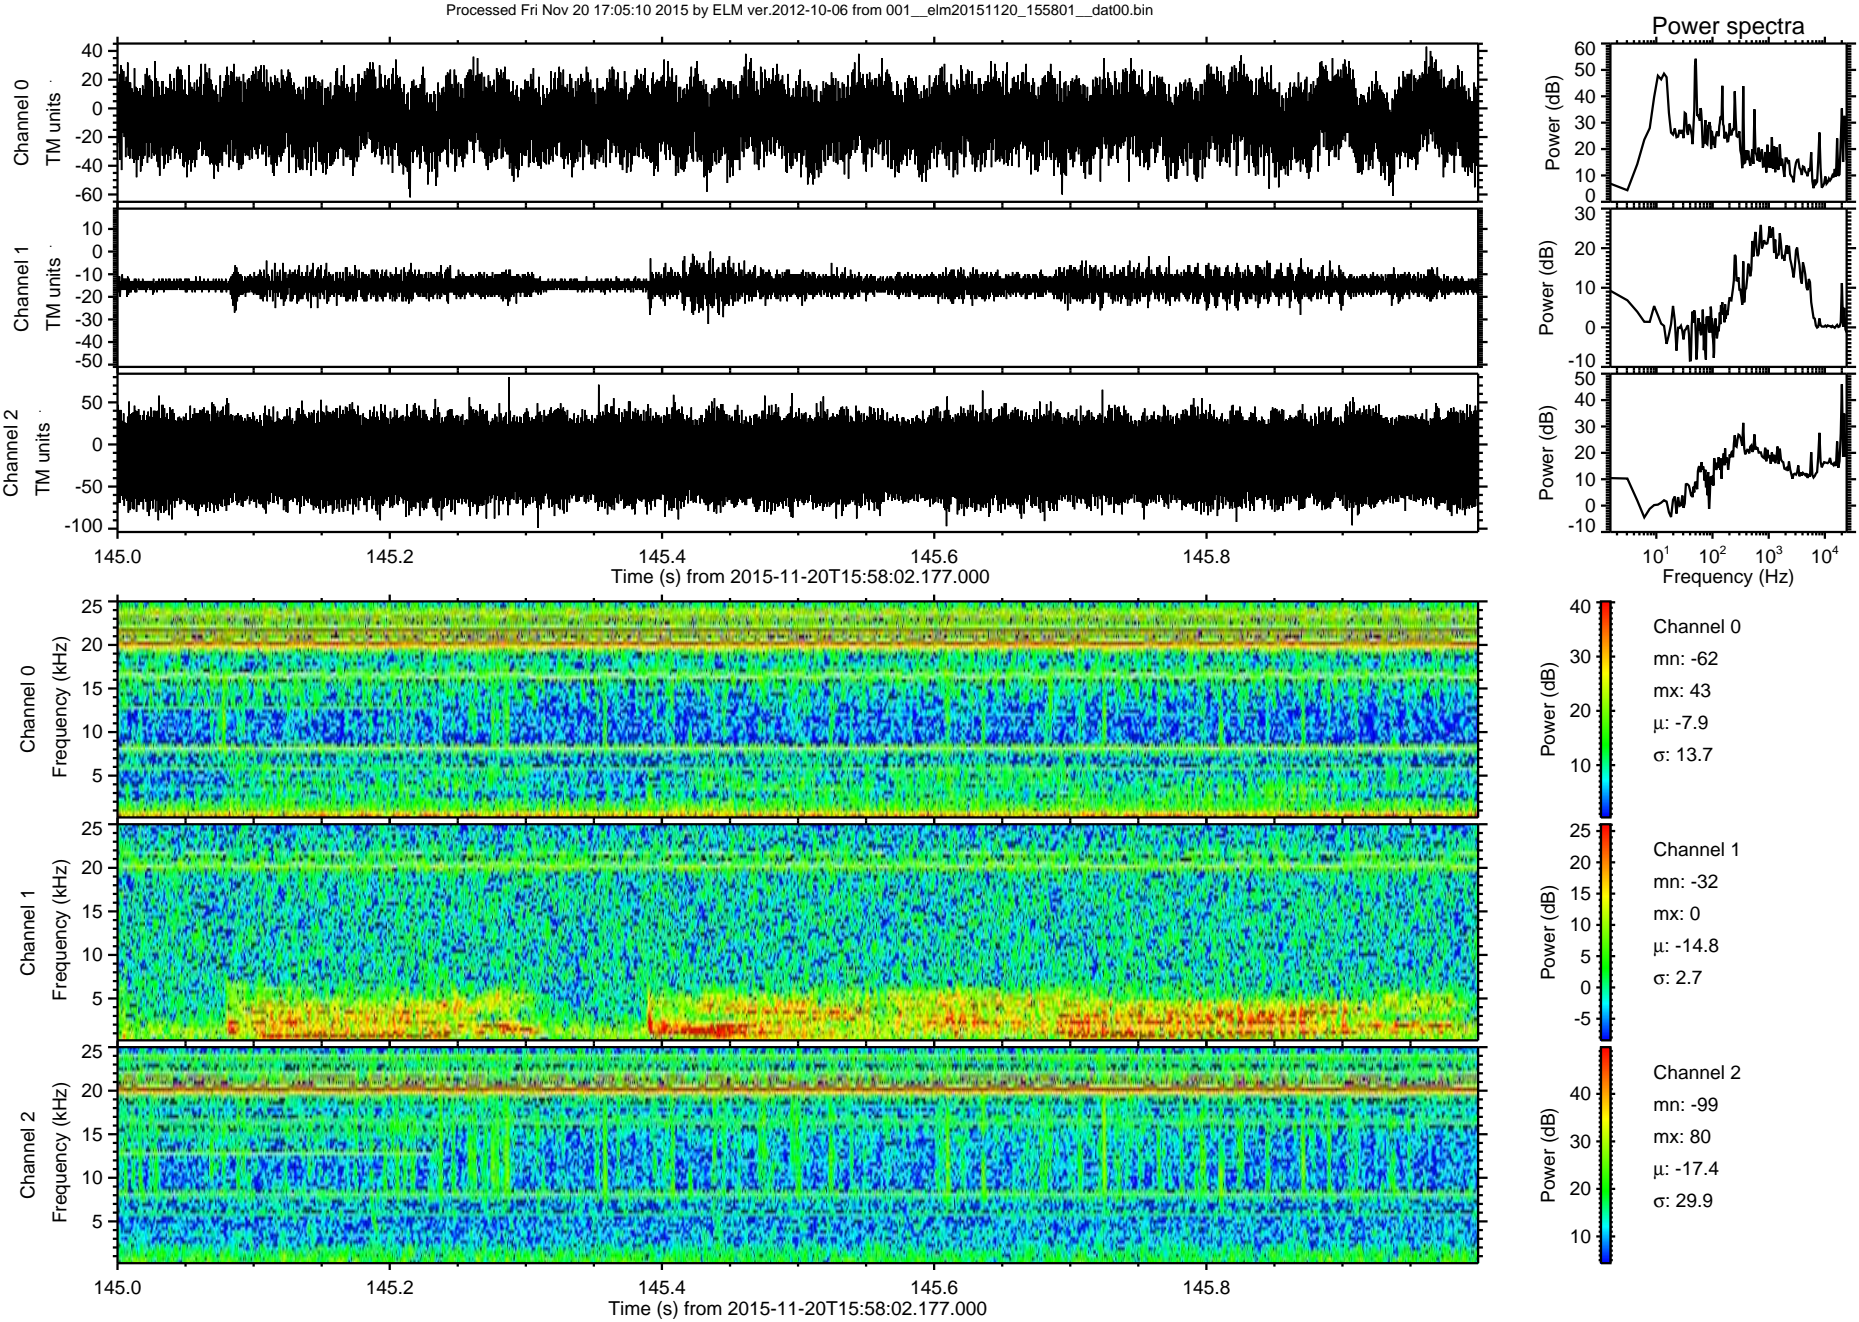 Processed Fri Nov 20 17:05:10 2015 by ELM ver.2012-10-06 from 001__elm20151120_155801__dat00.bin
Power spectra
Channel 0
TM units
40
20
0
-20
-40
-60
Power (dB)
60
50
40
30
20
10
0
Channel 1
TM units
10
0
-10
-20
-30
-40
-50
Power (dB)
30
20
10
0
-10
Channel 2
TM units
50
0
-50
-100
Power (dB)
50
40
30
20
10
0
-10
145.0 145.2 145.4 145.6 145.8
Time (s) from 2015-11-20T15:58:02.177.000
10^1 10^2 10^3 10^4
Frequency (Hz)
Channel 0
Frequency (kHz)
25
20
15
10
5
Power (dB)
40
30
20
10
Channel 0
mn: -62
mx: 43
μ: -7.9
σ: 13.7
Channel 1
Frequency (kHz)
25
20
15
10
5
Power (dB)
25
20
15
10
5
0
-5
Channel 1
mn: -32
mx: 0
μ: -14.8
σ: 2.7
Channel 2
Frequency (kHz)
25
20
15
10
5
Power (dB)
40
30
20
10
Channel 2
mn: -99
mx: 80
μ: -17.4
σ: 29.9
145.0 145.2 145.4 145.6 145.8
Time (s) from 2015-11-20T15:58:02.177.000